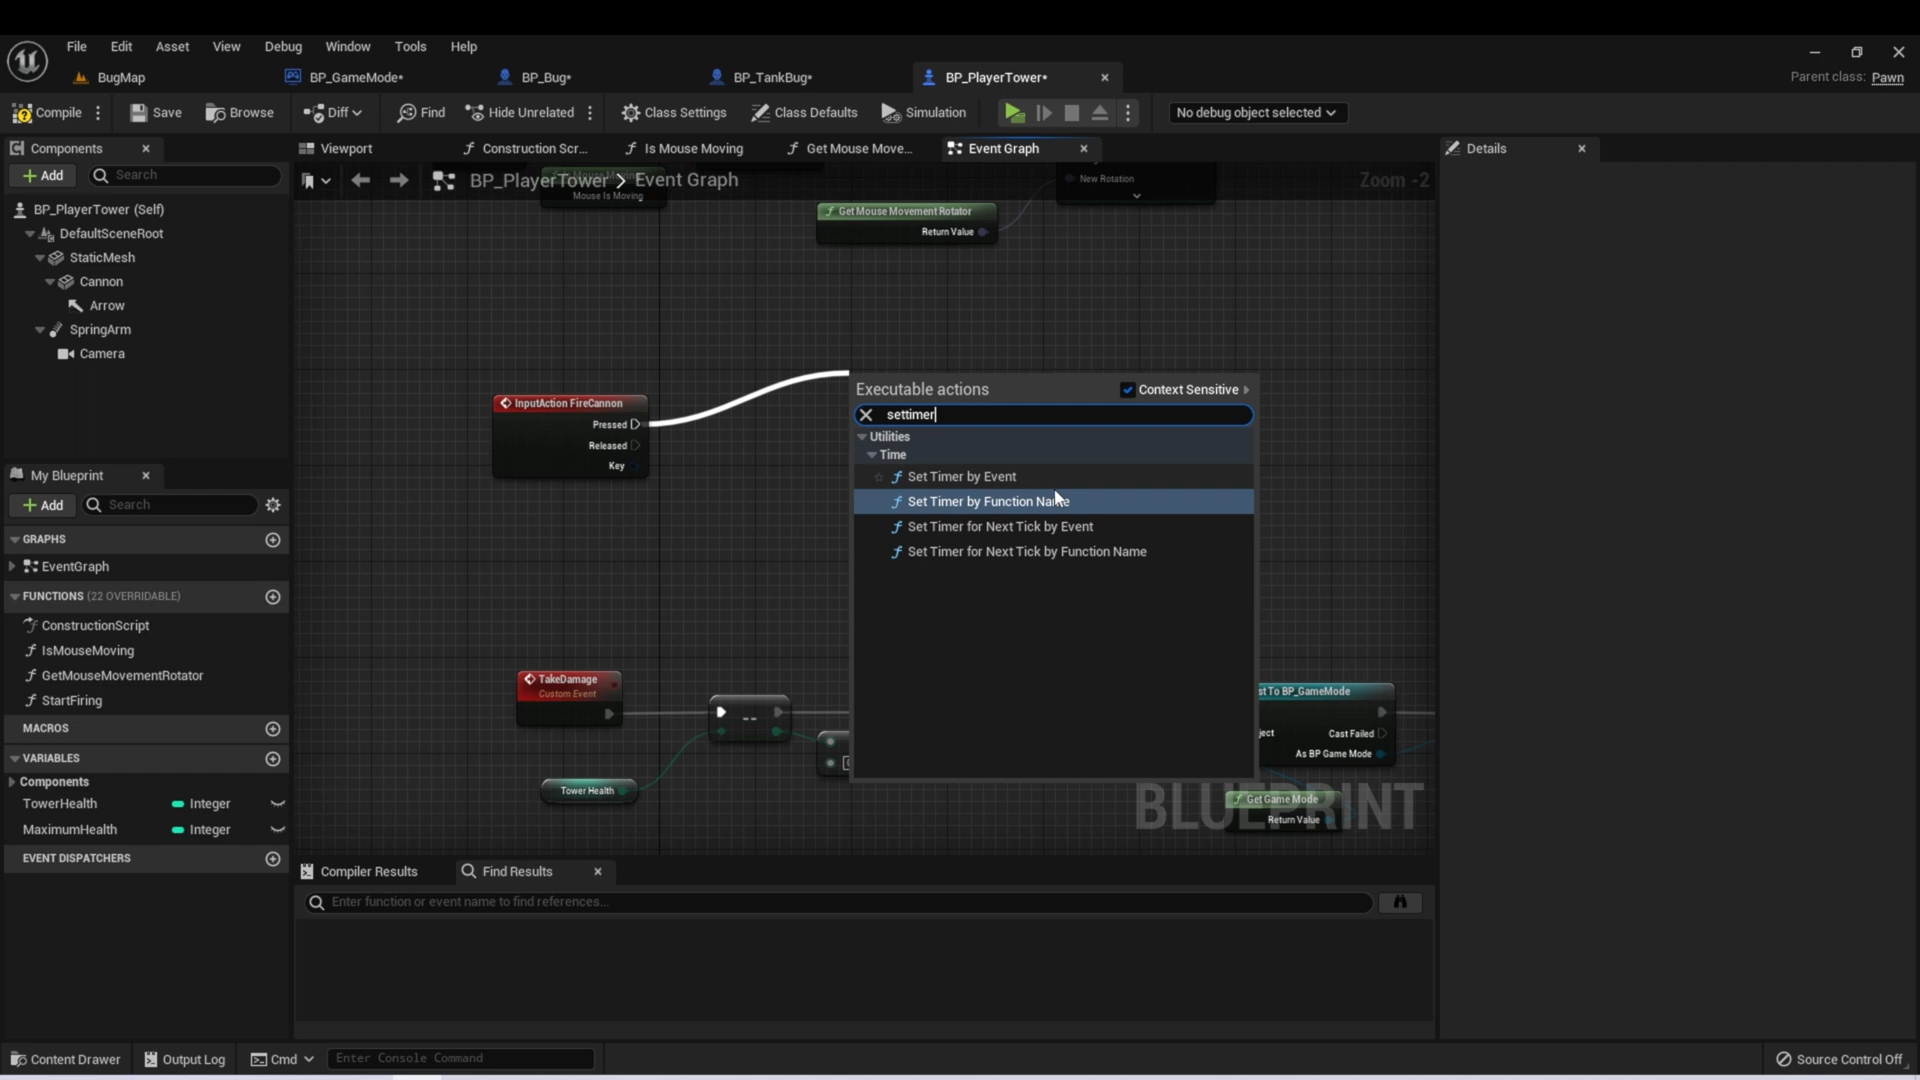 File Edit Asset View Debug Window Tools Help
BugMap BP_GameMode* BP_Bug* BP_TankBug* BP_PlayerTower* Parent class: Pawn
Compile Save Browse Diff Find Hide Unrelated Class Settings Class Defaults Simulation No debug object selected
Components Viewport Construction Scr... Is Mouse Moving Get Mouse Move... Event Graph Details
+ Add Search BP_PlayerTower > Event Graph Zoom -2
BP_PlayerTower (Self)
DefaultSceneRoot
StaticMesh
Cannon
Arrow
SpringArm
Camera
Mouse Is Moving
New Rotation
Get Mouse Movement Rotator
Return Value
InputAction FireCannon
Pressed
Released
Key
Executable actions Context Sensitive
settimer
Utilities
Time
Set Timer by Event
Set Timer by Function Name
Set Timer for Next Tick by Event
Set Timer for Next Tick by Function Name
My Blueprint
+ Add Search
GRAPHS
EventGraph
FUNCTIONS (22 OVERRIDABLE)
ConstructionScript
IsMouseMoving
GetMouseMovementRotator
StartFiring
MACROS
VARIABLES
Components
TowerHealth Integer
MaximumHealth Integer
EVENT DISPATCHERS
TakeDamage
Custom Event
--
Tower Health
st To BP_GameMode
ject Cast Failed
As BP Game Mode
Get Game Mode
Return Value
BLUEPRINT
Compiler Results Find Results
Enter function or event name to find references...
Content Drawer Output Log Cmd Enter Console Command Source Control Off